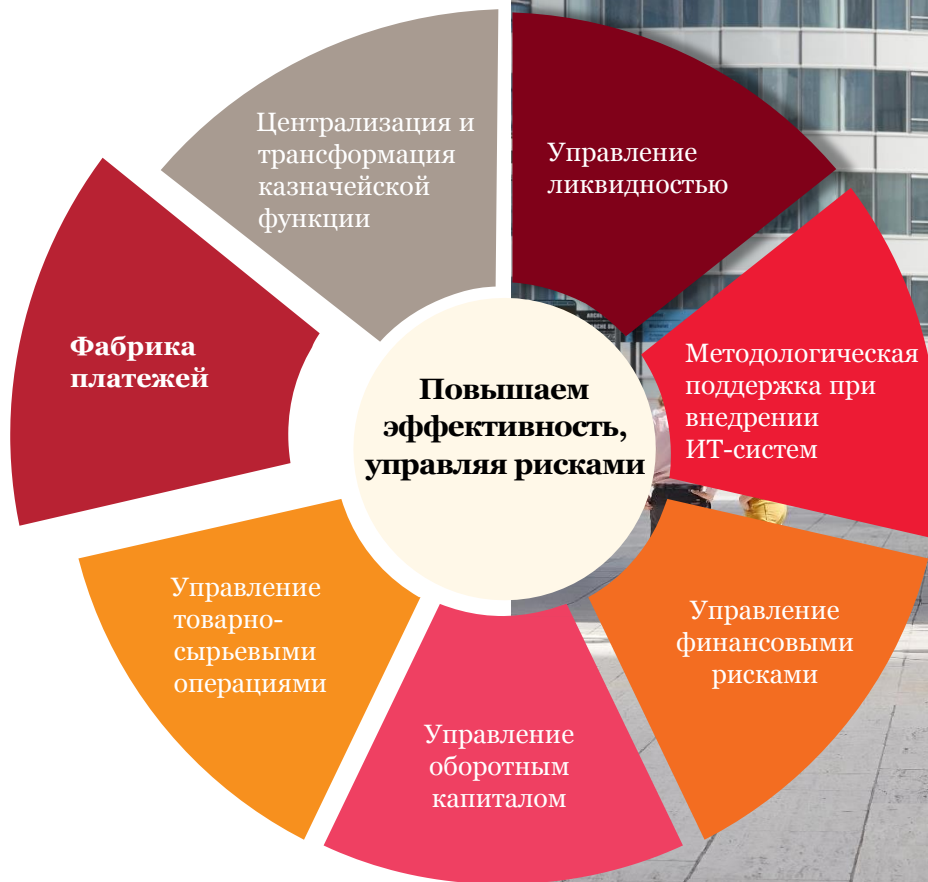 Централизация и
трансформация
казначейской
функции
Управление
ликвидностью
Фабрика
платежей
Повышаем
эффективность,
управляя рисками
Методологическая
поддержка при
внедрении
ИТ-систем
Управление
товарно-
сырьевыми
операциями
Управление
финансовыми
рисками
Управление
оборотным
капиталом